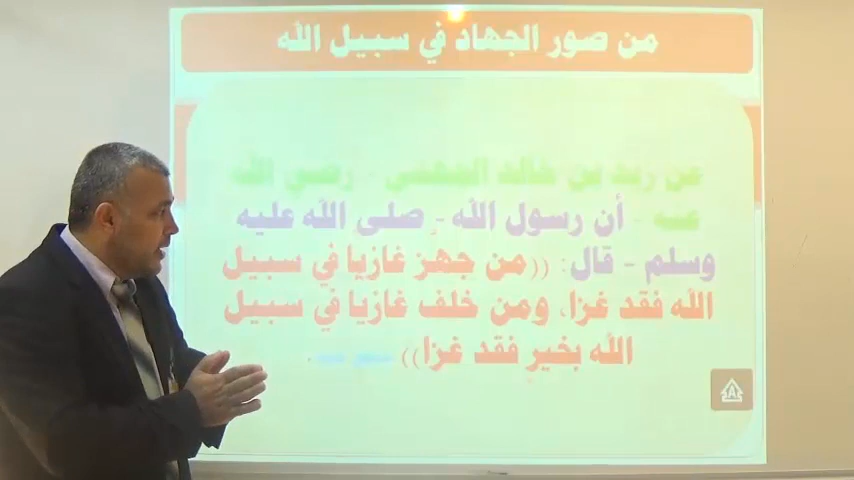 من صور الجهاد في سبيل الله
عن زيد بن خالد الجهني - رضي الله
عنه - أن رسول الله - صلى الله عليه
وسلم - قال: ((من جهز غازيا في سبيل
الله فقد غزا، ومن خلف غازيا في سبيل
الله بخير فقد غزا))
A